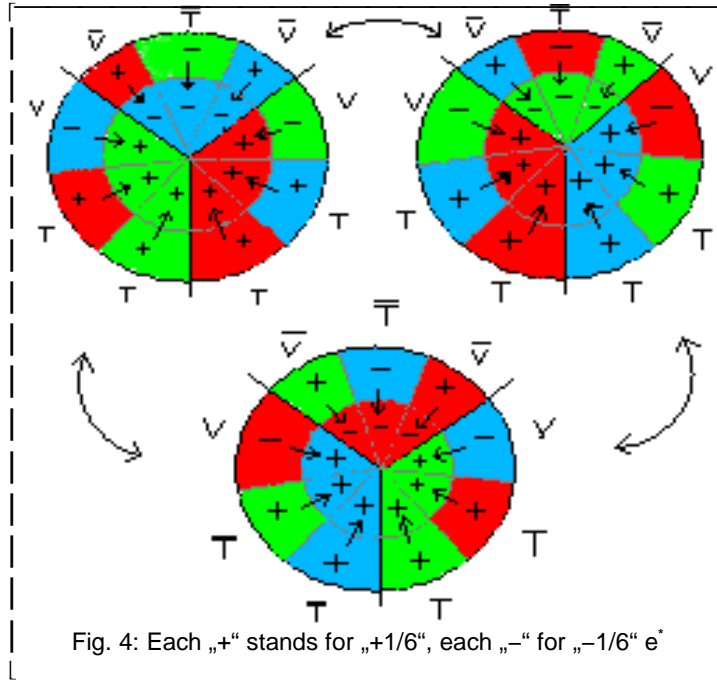 T̄ T̄
V̄ V̄ V̄ V̄
+ − + + − +
− − − − − −
V V V V
− + + − − + + −
+ + + + + + + +
+ + + + + + + +
T T T T
+ + + +
T T T T
T̄
V̄ V̄
+ − +
− − −
V V
− + + −
+ + + +
+ + + +
T T
+ +
T T
Fig. 4: Each „+“ stands for „+1/6“, each „−“ for „−1/6“ e*